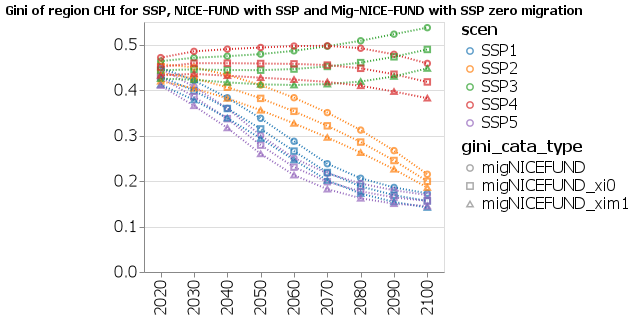 Gini of region CHI for SSP, NICE-FUND with SSP and Mig-NICE-FUND with SSP zero migration
scen
SSP1
SSP2
SSP3
SSP4
SSP5
gini_cata_type
migNICEFUND
migNICEFUND_xi0
migNICEFUND_xim1
0.5
0.4
0.3
0.2
0.1
0.0
2020
2030
2040
2050
2060
2070
2080
2090
2100